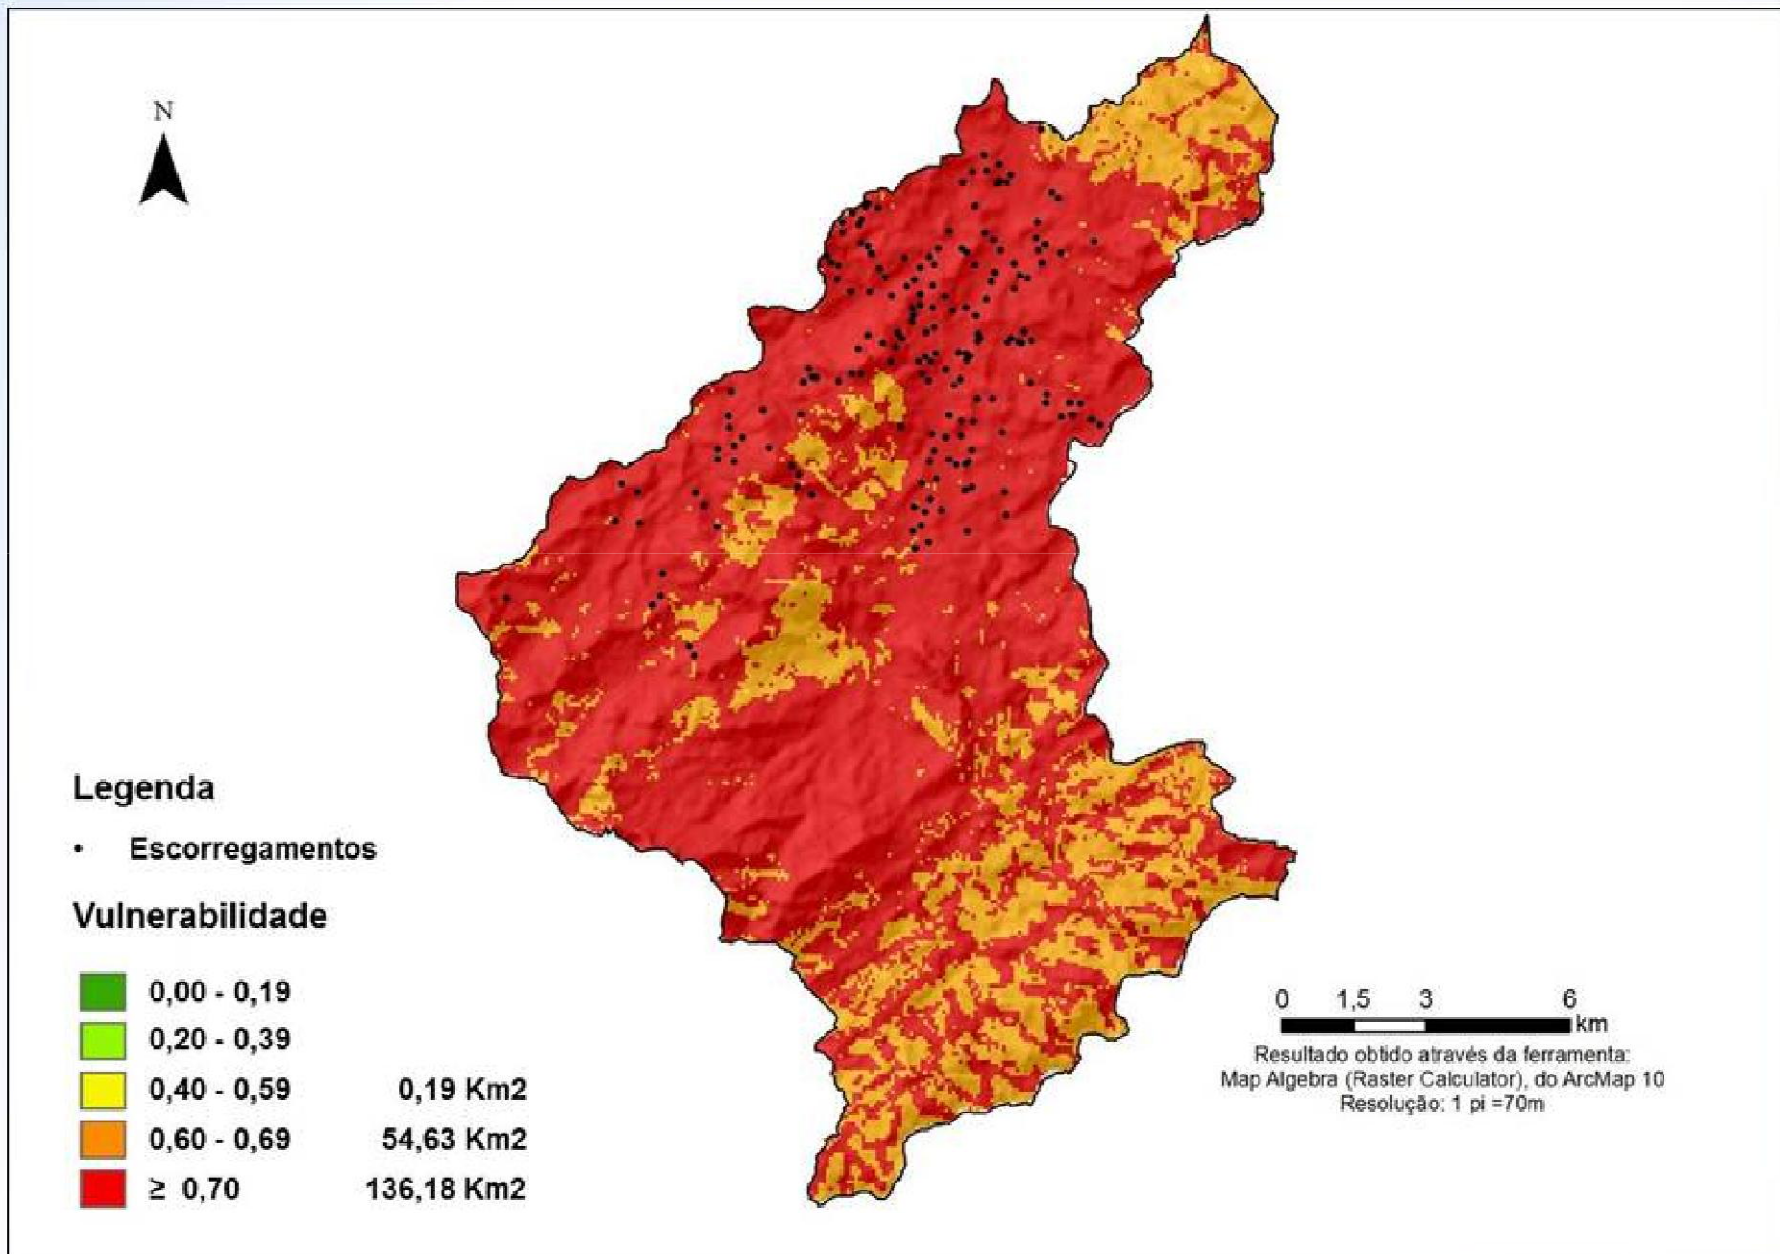 N
Legenda
• Escorregamentos
Vulnerabilidade
0,00 - 0,19
0,20 - 0,39
0,40 - 0,59 0,19 Km2
0,60 - 0,69 54,63 Km2
≥ 0,70 136,18 Km2
0 1,5 3 6
km
Resultado obtido através da ferramenta:
Map Algebra (Raster Calculator), do ArcMap 10
Resolução: 1 pi =70m